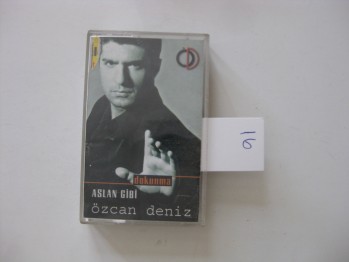 dokunma
ASLAN GİBİ
özcan deniz